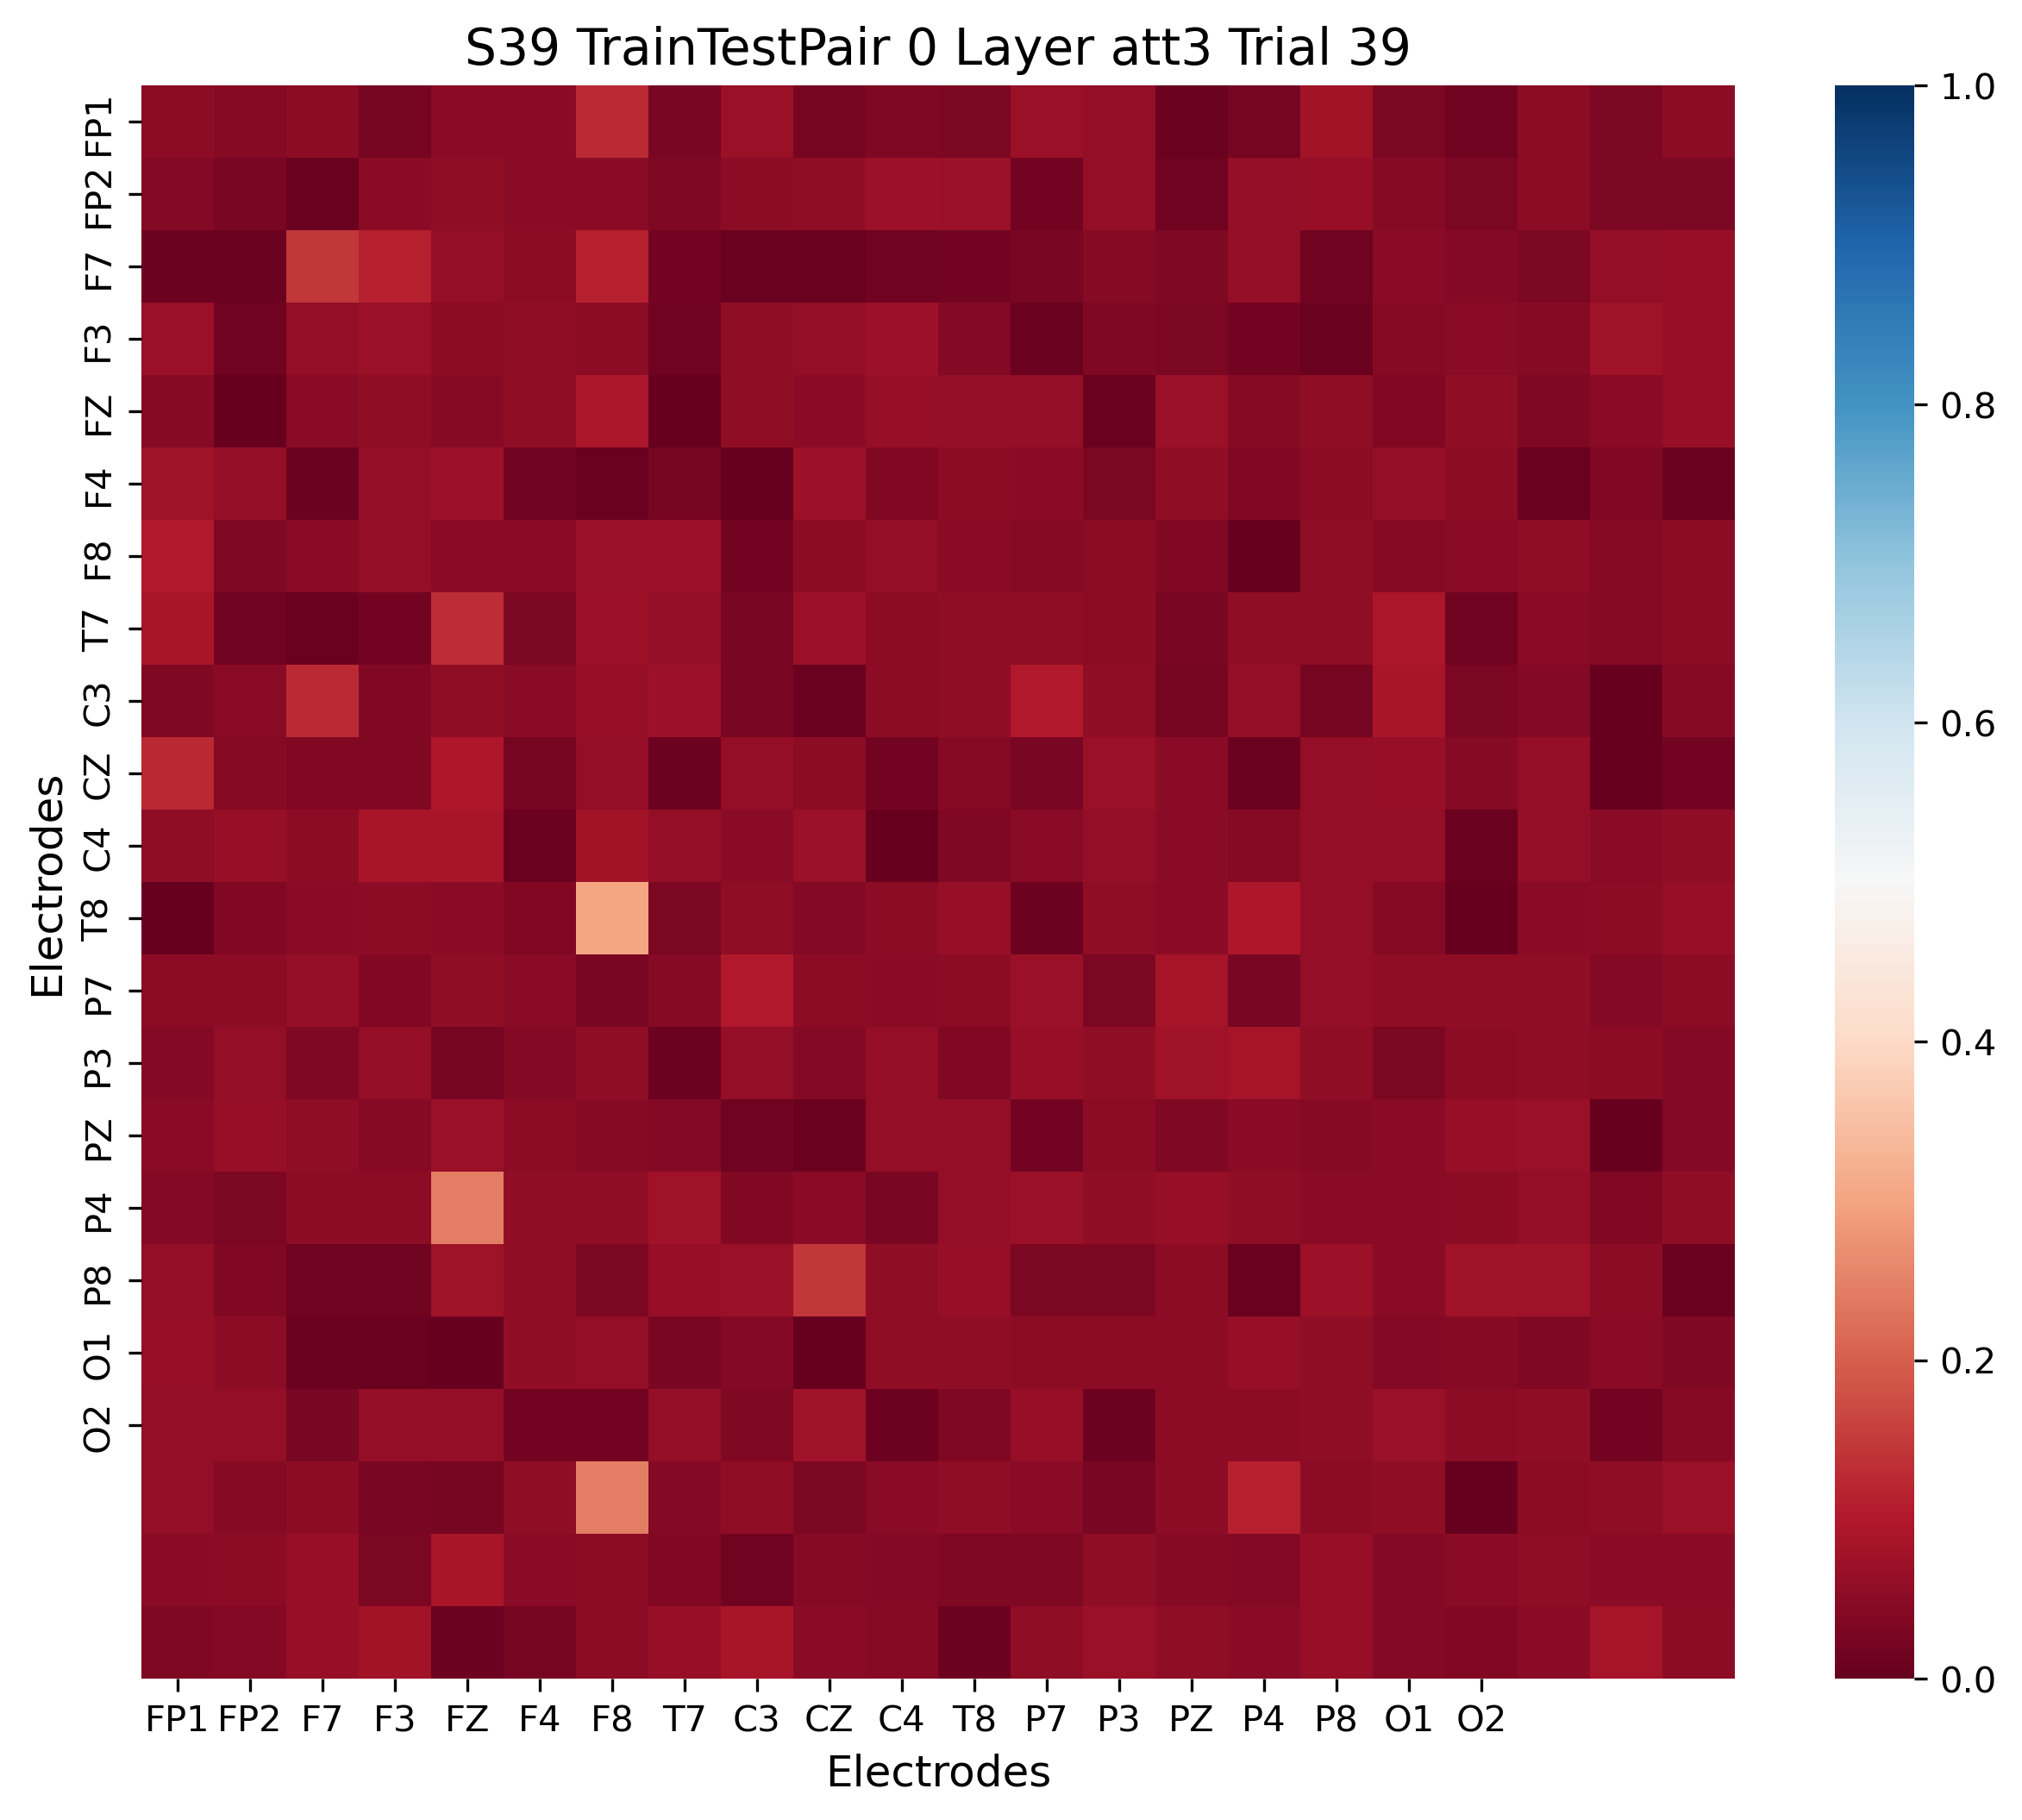 S39 TrainTestPair 0 Layer att3 Trial 39
Electrodes
FP1
FP2
F7
F3
FZ
F4
F8
T7
C3
CZ
C4
T8
P7
P3
PZ
P4
P8
O1
O2
FP1 FP2 F7 F3 FZ F4 F8 T7 C3 CZ C4 T8 P7 P3 PZ P4 P8 O1 O2
Electrodes
1.0
0.8
0.6
0.4
0.2
0.0